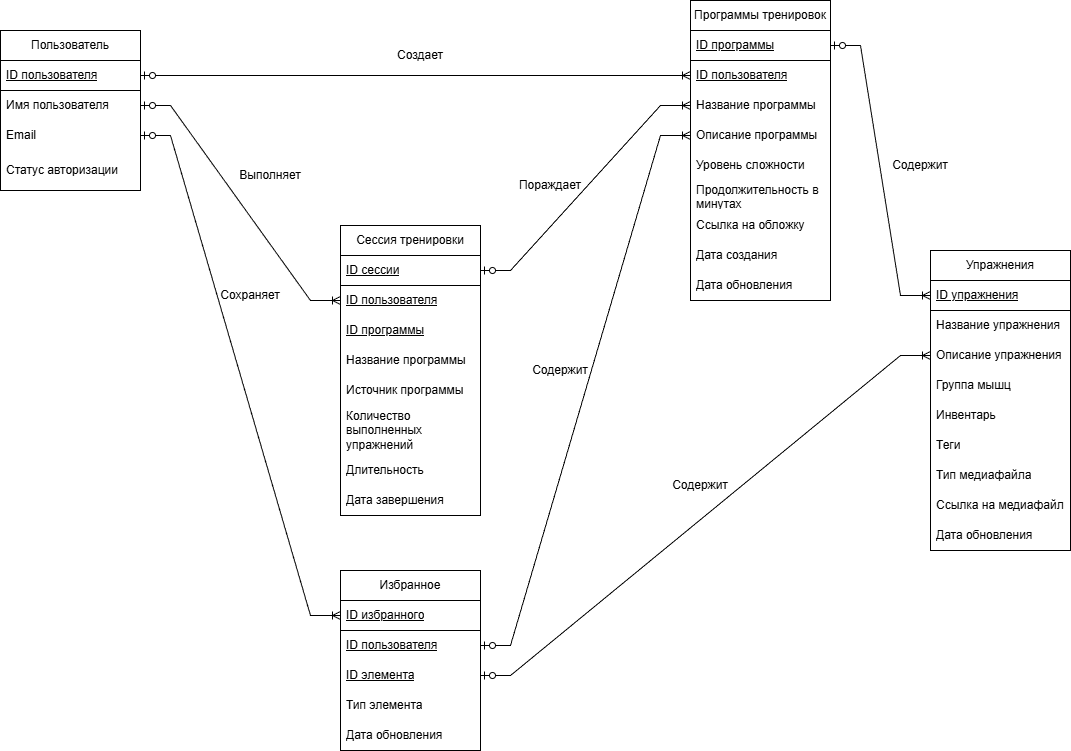 Программы тренировок
ID программы
ID пользователя
Название программы
Описание программы
Уровень сложности
Продолжительность в
минутах
Ссылка на обложку
Дата создания
Дата обновления
Пользователь
ID пользователя
Имя пользователя
Email
Статус авторизации
Создает
Выполняет
Пораждает
Содержит
Сохраняет
Сессия тренировки
ID сессии
ID пользователя
ID программы
Название программы
Источник программы
Количество
выполненных
упражнений
Длительность
Дата завершения
Упражнения
ID упражнения
Название упражнения
Описание упражнения
Группа мышц
Инвентарь
Теги
Тип медиафайла
Ссылка на медиафайл
Дата обновления
Содержит
Содержит
Избранное
ID избранного
ID пользователя
ID элемента
Тип элемента
Дата обновления